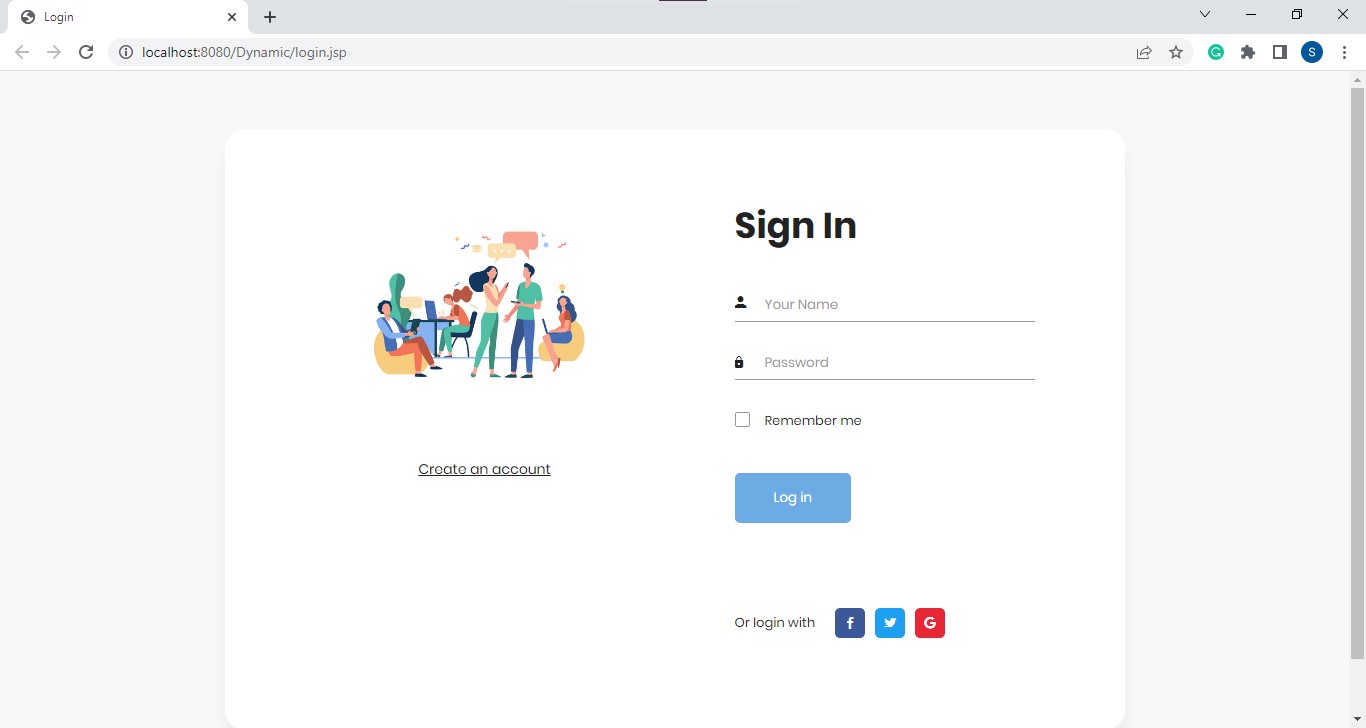 Login
localhost:8080/Dynamic/login.jsp
S
Sign In
Your Name
Password
Remember me
Create an account
Log in
Or login with